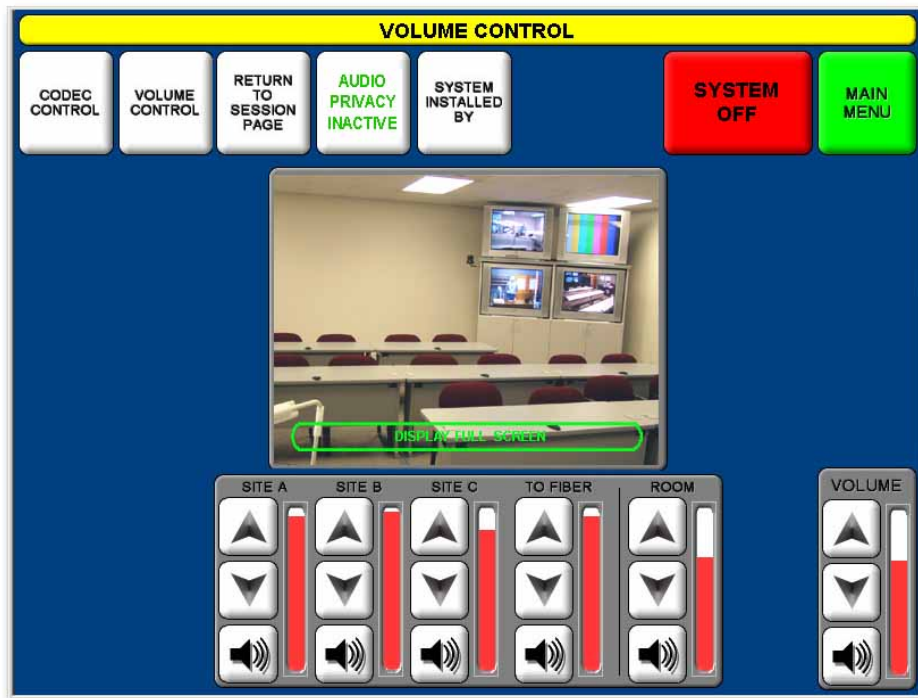 VOLUME CONTROL
CODEC
CONTROL
VOLUME
CONTROL
RETURN
TO
SESSION
PAGE
AUDIO
PRIVACY
INACTIVE
SYSTEM
INSTALLED
BY
SYSTEM
OFF
MAIN
MENU
DISPLAY FULL SCREEN
SITE A
SITE B
SITE C
TO FIBER
ROOM
VOLUME